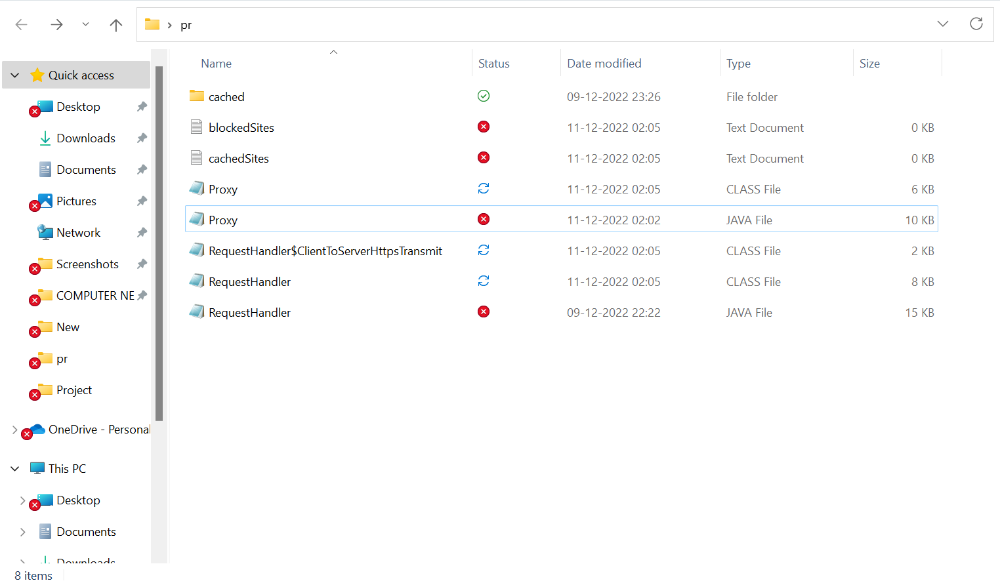 pr
Name Status Date modified Type Size
Quick access
Desktop
Downloads
Documents
Pictures
Network
Screenshots
COMPUTER NE
New
pr
Project
OneDrive - Personal
This PC
Desktop
Documents
Downloads
cached 09-12-2022 23:26 File folder
blockedSites 11-12-2022 02:05 Text Document 0 KB
cachedSites 11-12-2022 02:05 Text Document 0 KB
Proxy 11-12-2022 02:05 CLASS File 6 KB
Proxy 11-12-2022 02:02 JAVA File 10 KB
RequestHandler$ClientToServerHttpsTransmit 11-12-2022 02:05 CLASS File 2 KB
RequestHandler 11-12-2022 02:05 CLASS File 8 KB
RequestHandler 09-12-2022 22:22 JAVA File 15 KB
8 items